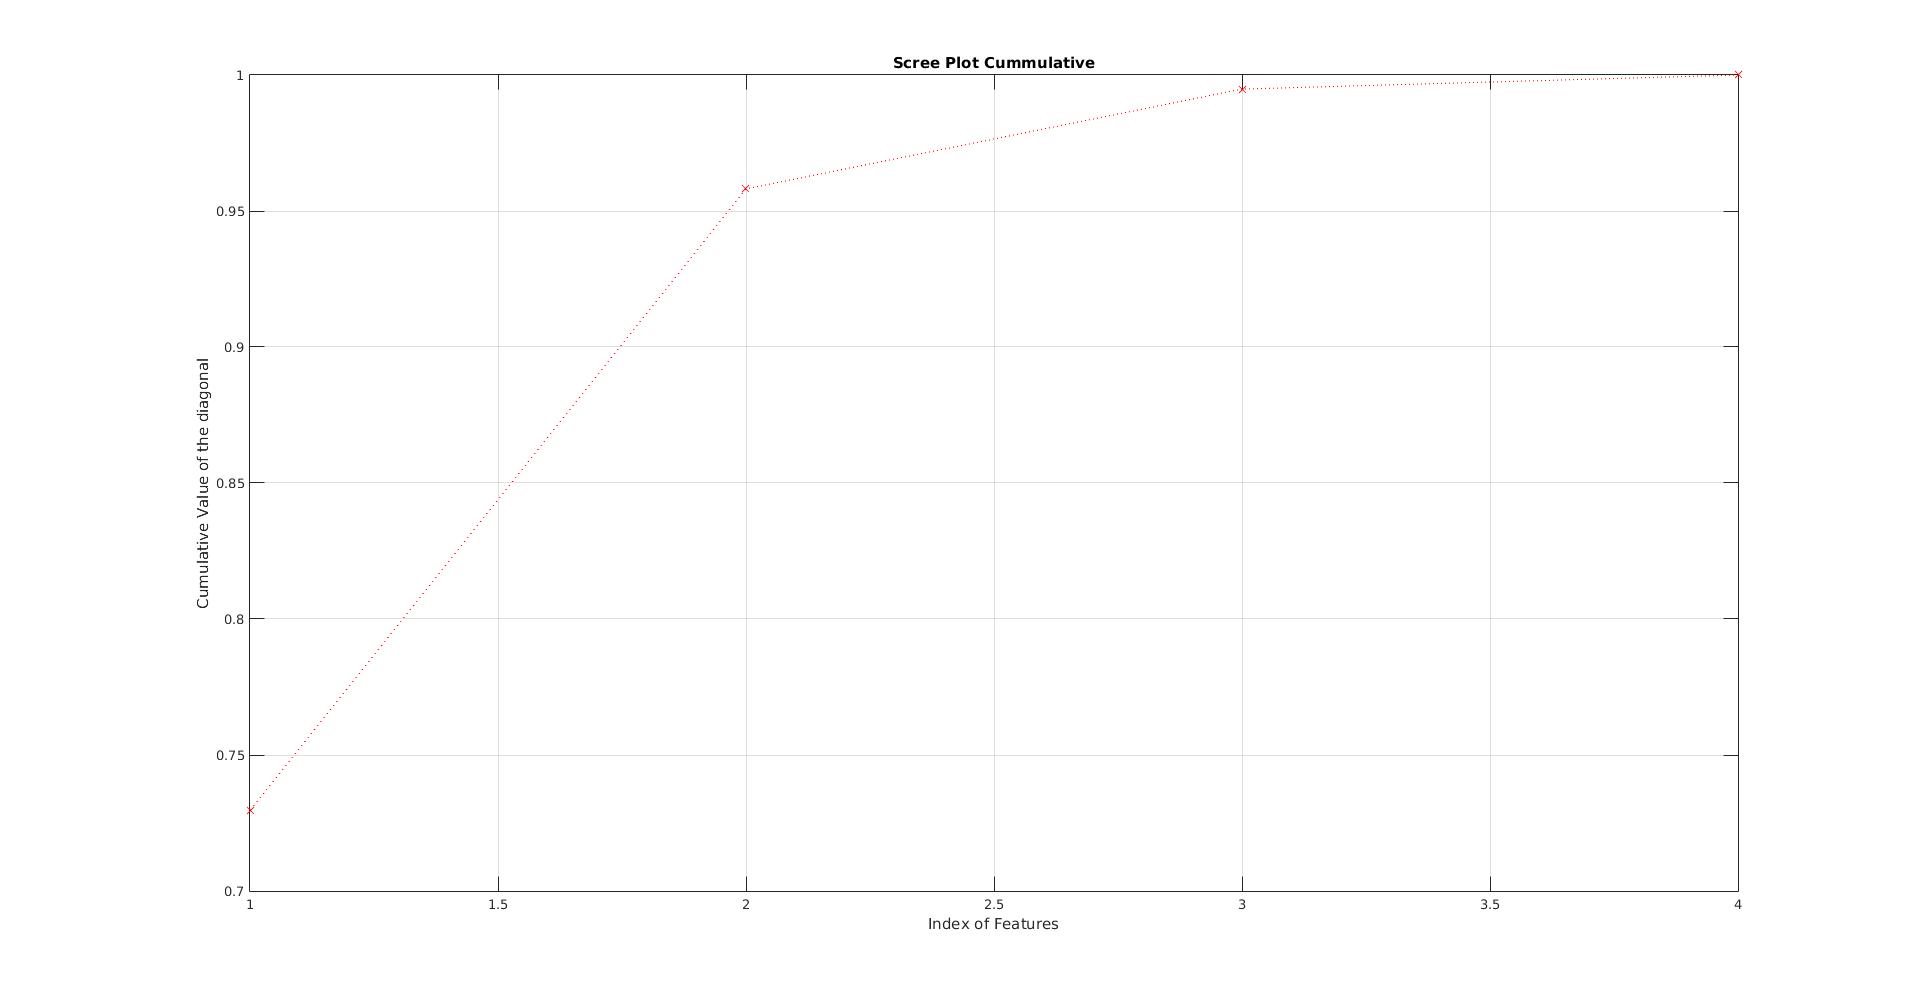 Scree Plot Cummulative
1
0.95
0.9
0.85
0.8
0.75
0.7
Cumulative Value of the diagonal
1 1.5 2 2.5 3 3.5 4
Index of Features